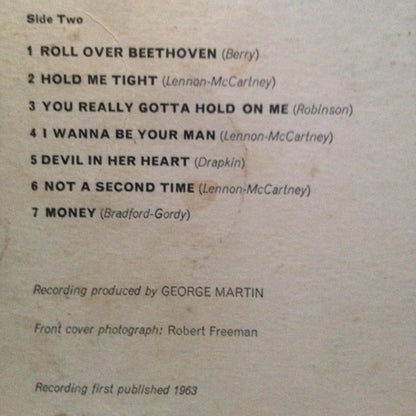 Side Two
1 ROLL OVER BEETHOVEN (Berry)
2 HOLD ME TIGHT (Lennon-McCartney)
3 YOU REALLY GOTTA HOLD ON ME (Robinson)
4 I WANNA BE YOUR MAN (Lennon-McCartney)
5 DEVIL IN HER HEART (Drapkin)
6 NOT A SECOND TIME (Lennon-McCartney)
7 MONEY (Bradford-Gordy)
Recording produced by GEORGE MARTIN
Front cover photograph: Robert Freeman
Recording first published 1963